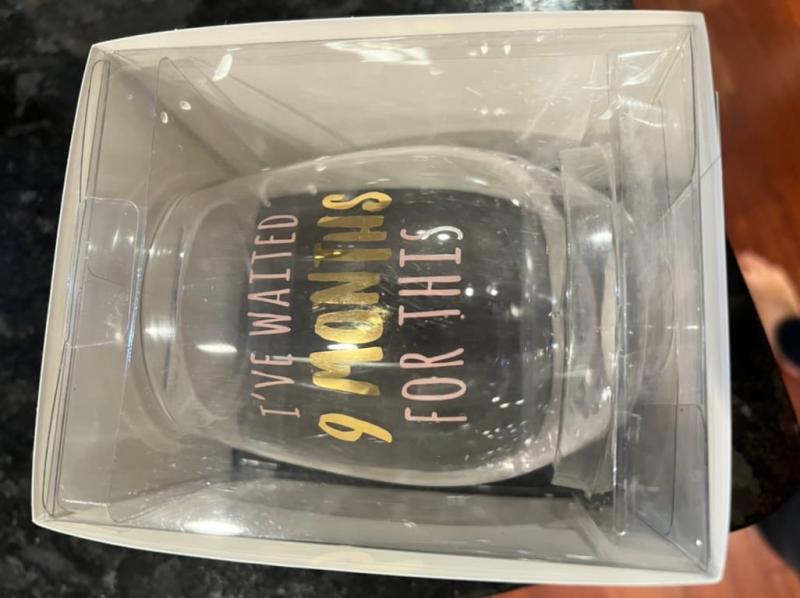 I'VE WAITED
9 MONTHS
FOR THIS